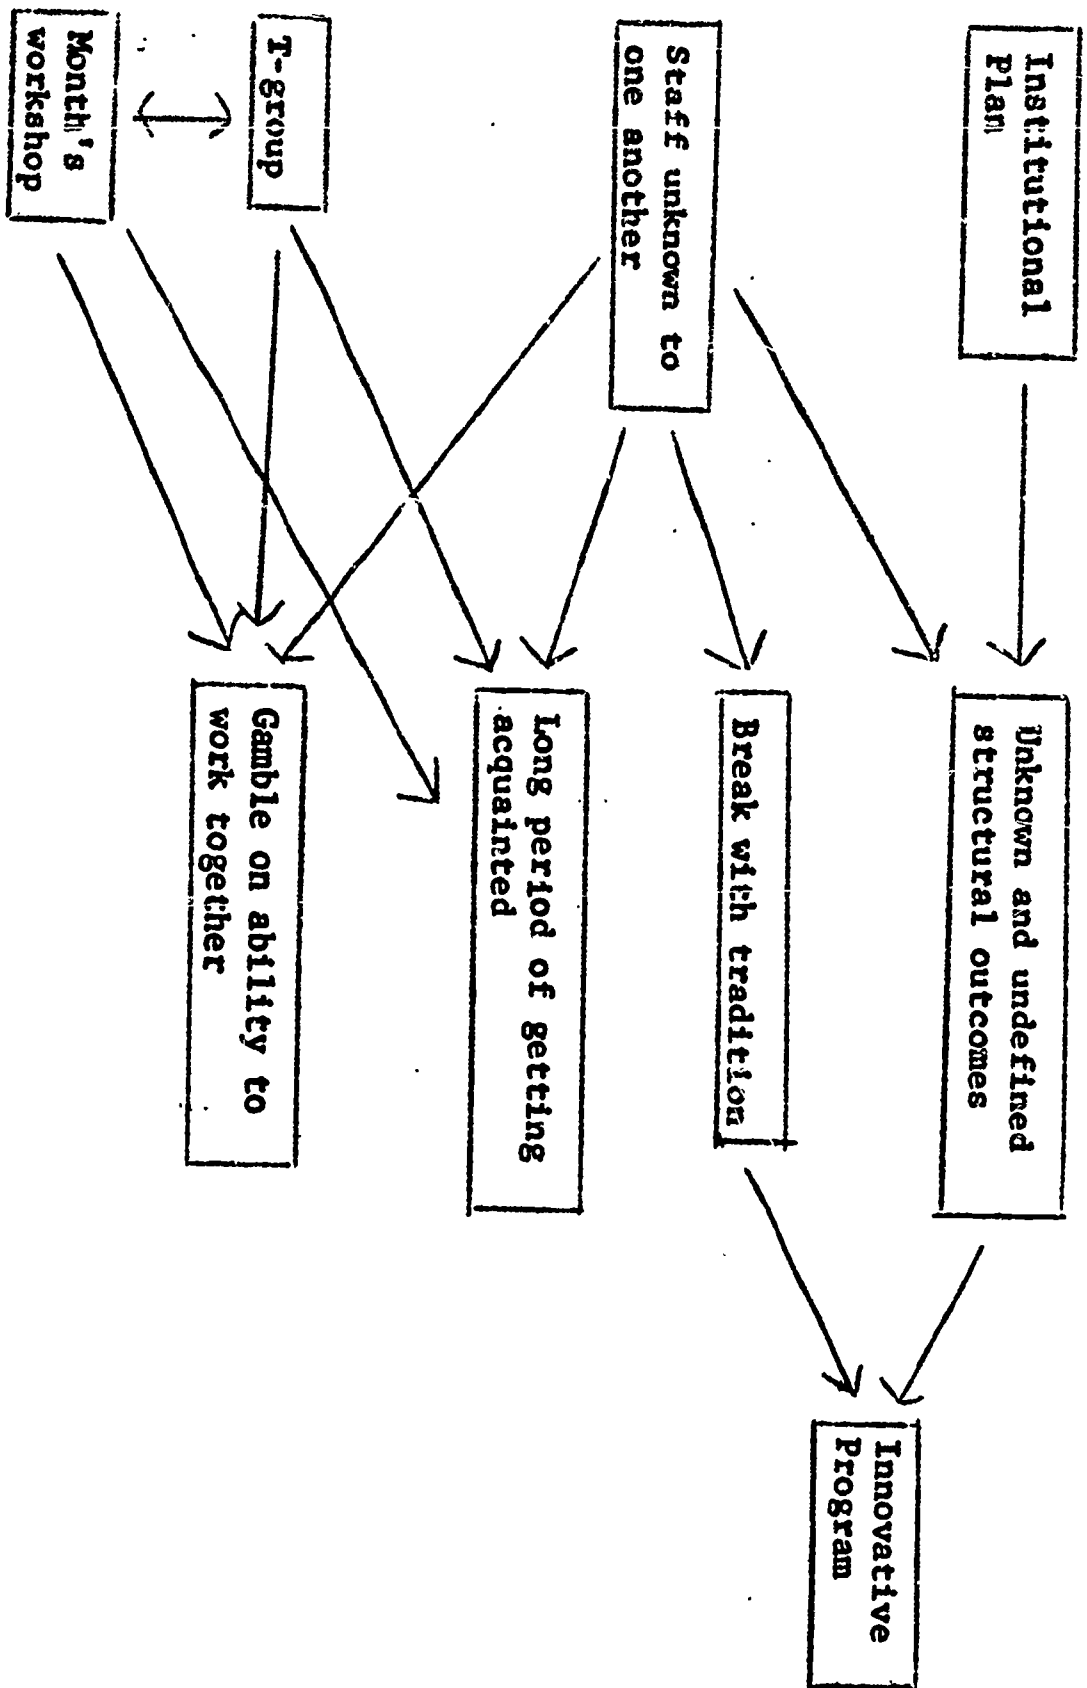 Institutional
Plan
Staff unknown to
one another
T-group
Month's
workshop
Unknown and undefined
structural outcomes
Break with tradition
Long period of getting
acquainted
Gamble on ability to
work together
Innovative
Program